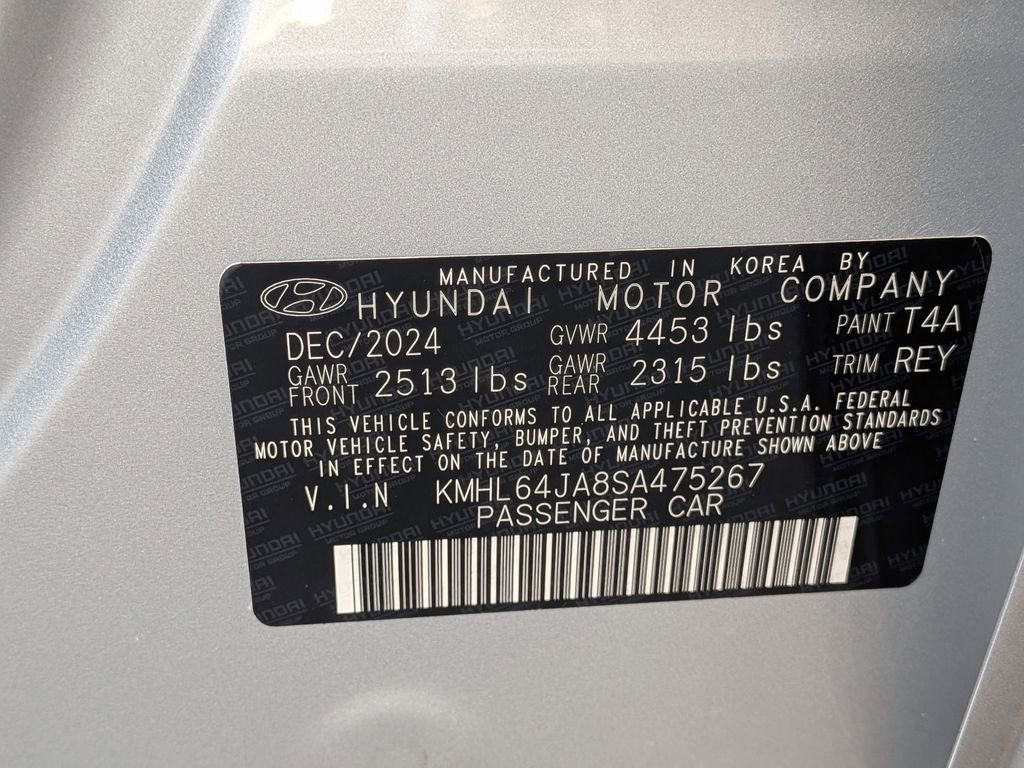 MANUFACTURED IN KOREA BY
HYUNDAI MOTOR COMPANY
DEC/2024 GVWR 4453 lbs PAINT T4A
GAWR FRONT 2513 lbs GAWR REAR 2315 lbs TRIM REY
THIS VEHICLE CONFORMS TO ALL APPLICABLE U.S.A. FEDERAL
MOTOR VEHICLE SAFETY, BUMPER, AND THEFT PREVENTION STANDARDS
IN EFFECT ON THE DATE OF MANUFACTURE SHOWN ABOVE
V.I.N KMHL64JA8SA475267
PASSENGER CAR